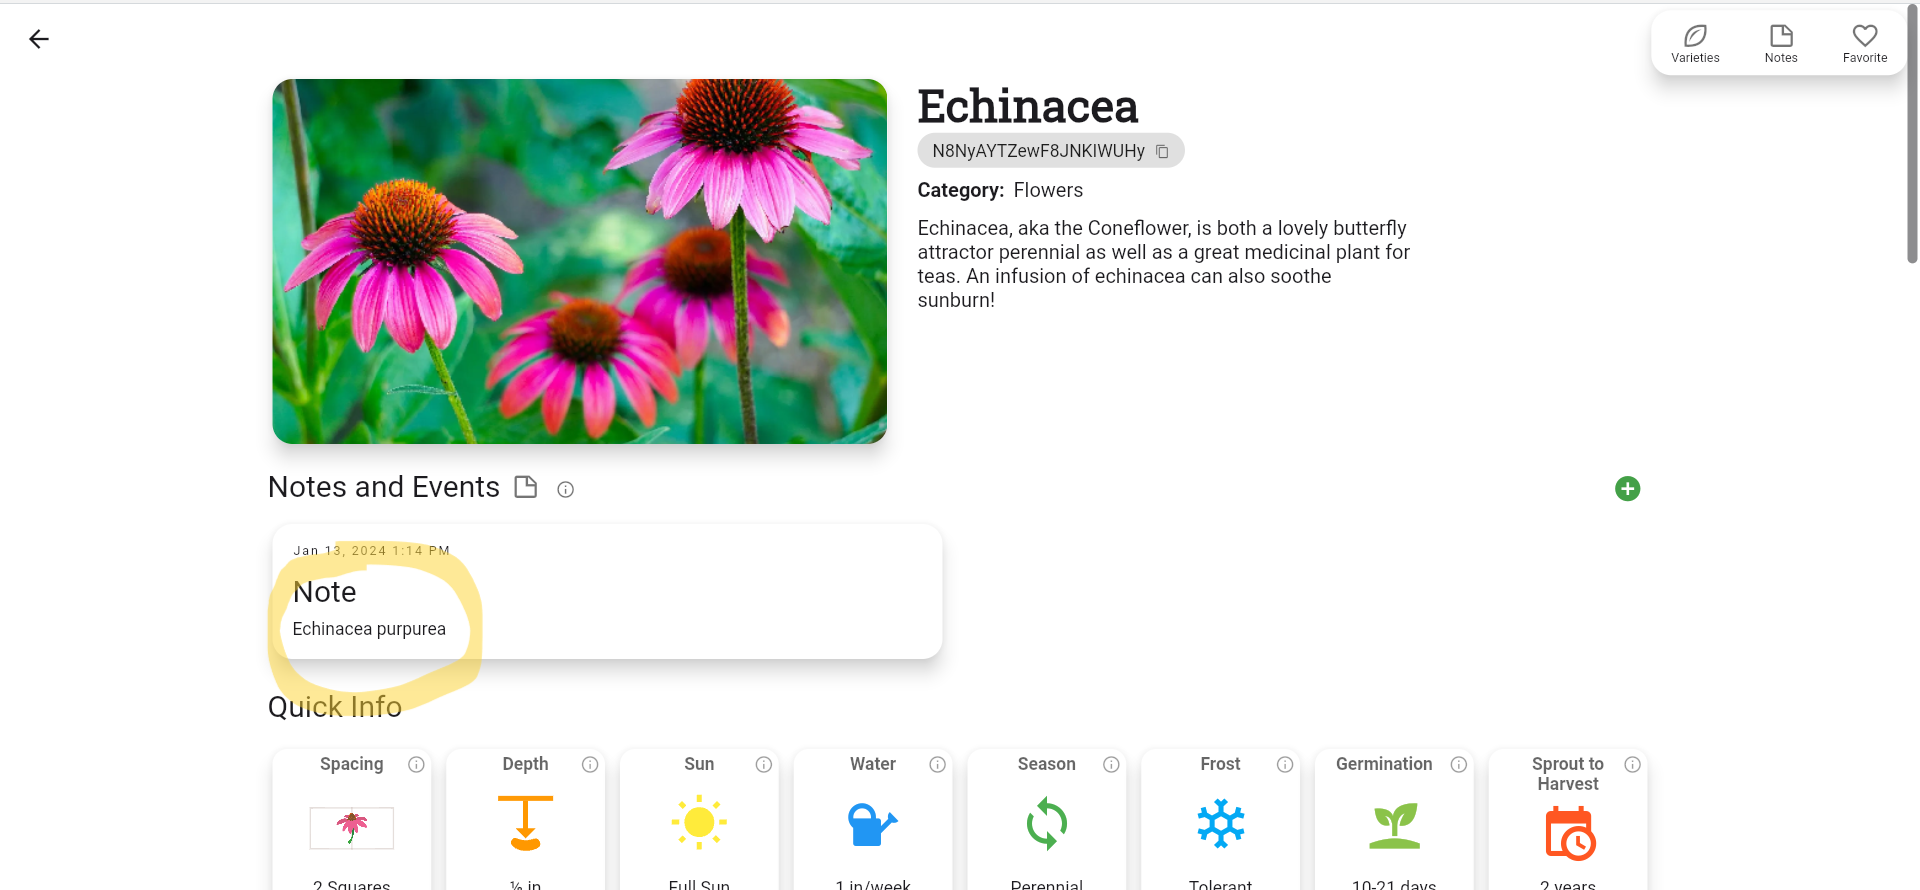 Varieties
Notes
Favorite
Echinacea
N8NyAYTZewF8JNKIWUHy
Category: Flowers
Echinacea, aka the Coneflower, is both a lovely butterfly
attractor perennial as well as a great medicinal plant for
teas. An infusion of echinacea can also soothe
sunburn!
Notes and Events
Jan 13, 2024 1:14 PM
Note
Echinacea purpurea
Quick Info
Spacing
Depth
Sun
Water
Season
Frost
Germination
Sprout to
Harvest
2 Squares
½ in
Full Sun
1 in/week
Perennial
Tolerant
10-21 days
2 years